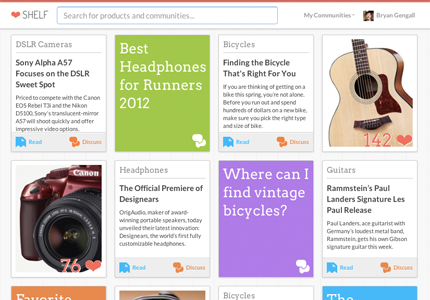 SHELF
Search for products and communities...
My Communities
Bryan Gengall
DSLR Cameras
Sony Alpha A57
Focuses on the DSLR
Sweet Spot
Priced to compete with the Canon
EOS Rebel T3i and the Nikon
D5100, Sony's translucent-mirror
A57 will shoot quickly and offer
impressive video options.
Read
Discuss
Best
Headphones
for Runners
2012
Bicycles
Finding the Bicycle
That's Right For You
If you are thinking of getting on a
bike this spring, you're not alone.
Before you run out and spend
hundreds of dollars on a new bike,
make sure you pick the right type
and size of bike.
Read
Discuss
142
Canon
76
Headphones
The Official Premiere of
Designears
OrigAudio, maker of award-
winning portable speakers, today
unveiled their latest innovation:
Designears, the world's first fully
customizable headphones.
Read
Discuss
Where can I
find vintage
bicycles?
Guitars
Rammstein's Paul
Landers Signature Les
Paul Release
Paul Landers, ace guitarist with
Germany's loudest metal band,
Rammstein, gets his own Gibson
signature guitar this month.
Read
Discuss
Favorite
Bicycles
The